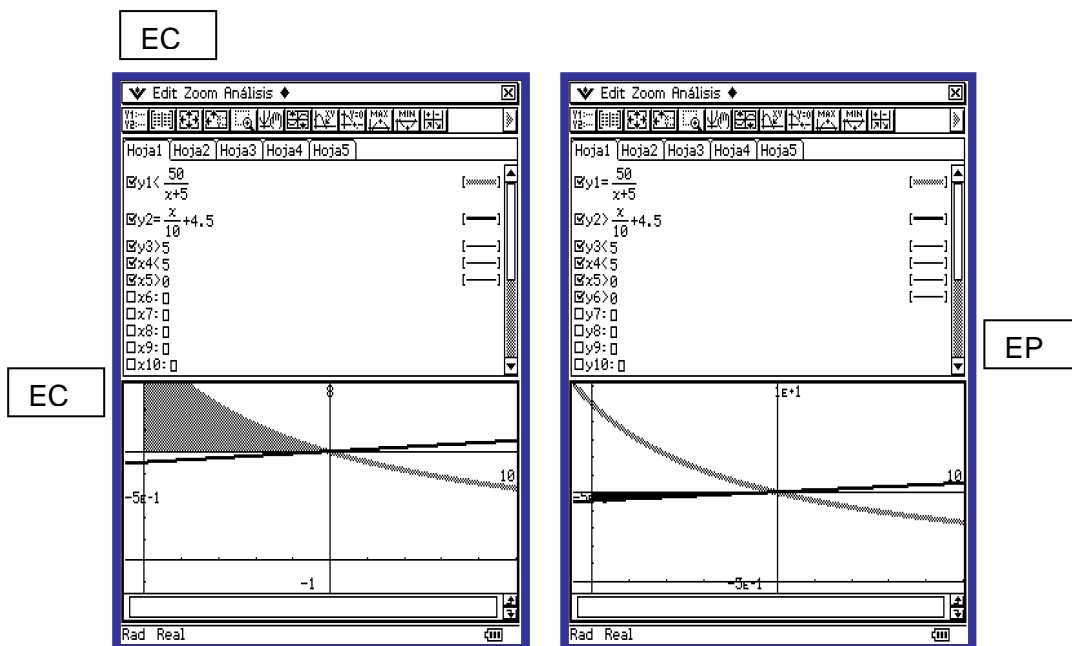 EC
Edit Zoom Análisis ♦
Hoja1 Hoja2 Hoja3 Hoja4 Hoja5
☑y1<50/(x+5)
☑y2=x/10+4.5
☑y3>5
☑x4<5
☑x5>0
☐x6:▯
☐x7:▯
☐x8:▯
☐x9:▯
☐x10:▯
8
10
-5E-1
-1
Rad Real
EC
Edit Zoom Análisis ♦
Hoja1 Hoja2 Hoja3 Hoja4 Hoja5
☑y1=50/(x+5)
☑y2>x/10+4.5
☑y3<5
☑x4<5
☑x5>0
☑y6>0
☐y7:▯
☐y8:▯
☐y9:▯
☐y10:▯
1E+1
10
-5E-1
Rad Real
EP